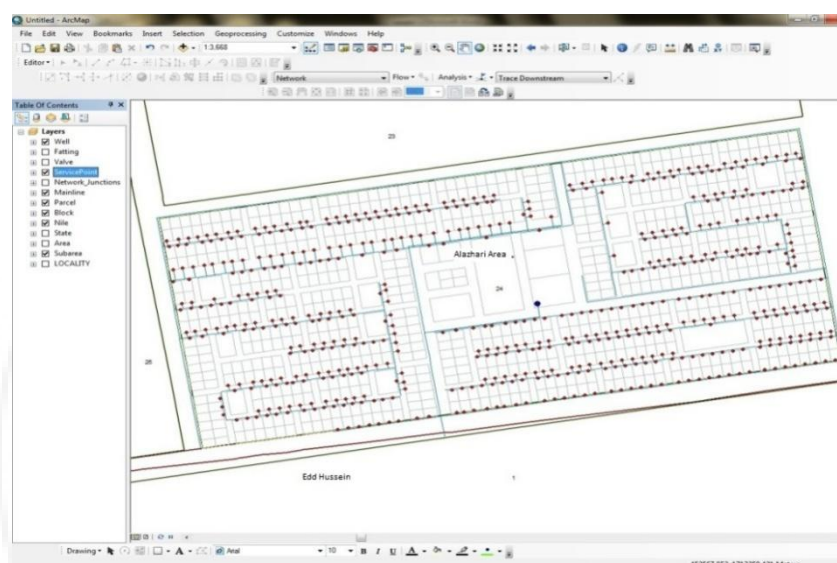 Untitled - ArcMap
File Edit View Bookmarks Insert Selection Geoprocessing Customize Windows Help
1:3,668
Editor
Network Flow Analysis Trace Downstream
Table Of Contents
Layers
Well
Fatting
Valve
ServicePoint
Network_Junctions
Mainline
Parcel
Block
Nile
State
Area
Subarea
LOCALITY
23
Alazhari Area
24
Edd Hussein
1
Drawing A Arial 10 B I U A